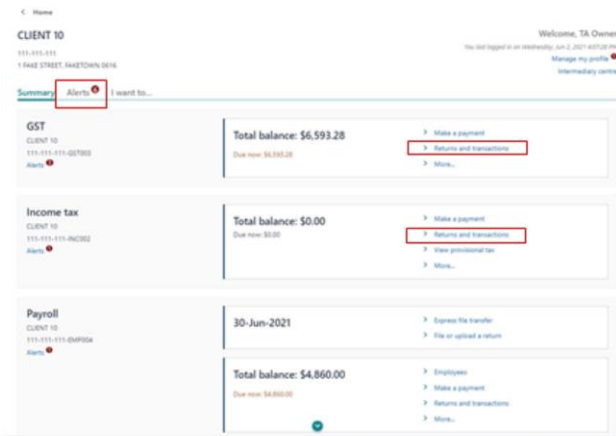 < Home
CLIENT 10
111-111-111
1 FAKE STREET, FAKETOWN 0616
Welcome, TA Owner
You last logged in on Wednesday, Jun 2, 2021 4:07:28 PM
Manage my profile
Intermediary centre
Summary Alerts I want to...
GST
CLIENT 10
111-111-111-GST003
Alerts
Total balance: $6,593.28
Due now: $6,593.28
> Make a payment
> Returns and transactions
> More...
Income tax
CLIENT 10
111-111-111-INC002
Alerts
Total balance: $0.00
Due now: $0.00
> Make a payment
> Returns and transactions
> View provisional tax
> More...
Payroll
CLIENT 10
111-111-111-EMP004
Alerts
30-Jun-2021
> Express file transfer
> File or upload a return
Total balance: $4,860.00
Due now: $4,860.00
> Employees
> Make a payment
> Returns and transactions
> More...